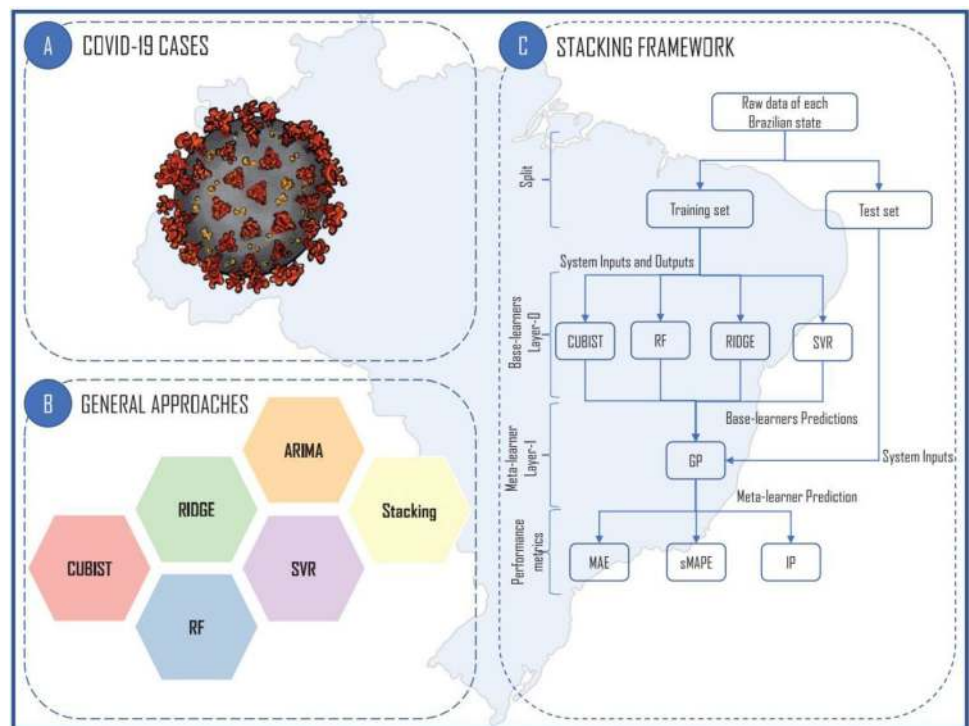 A COVID-19 CASES
B GENERAL APPROACHES
ARIMA
RIDGE
Stacking
CUBIST
SVR
RF
C STACKING FRAMEWORK
Raw data of each
Brazilian state
Split
Training set
Test set
System Inputs and Outputs
Base-learners
Layer-0
CUBIST
RF
RIDGE
SVR
Base-learners Predictions
Meta-learner
Layer-1
GP
System Inputs
Meta-learner Prediction
Performance
metrics
MAE
sMAPE
IP